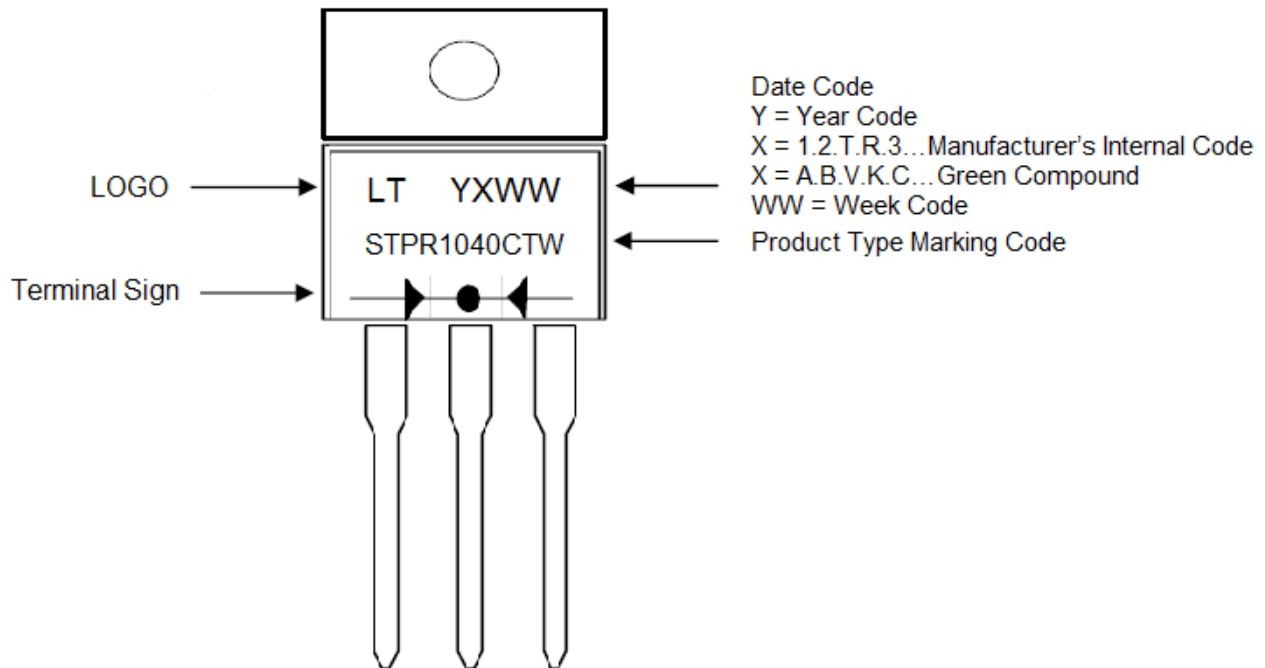 LOGO
LT YXWW
STPR1040CTW
Terminal Sign
Date Code
Y = Year Code
X = 1.2.T.R.3...Manufacturer's Internal Code
X = A.B.V.K.C...Green Compound
WW = Week Code
Product Type Marking Code